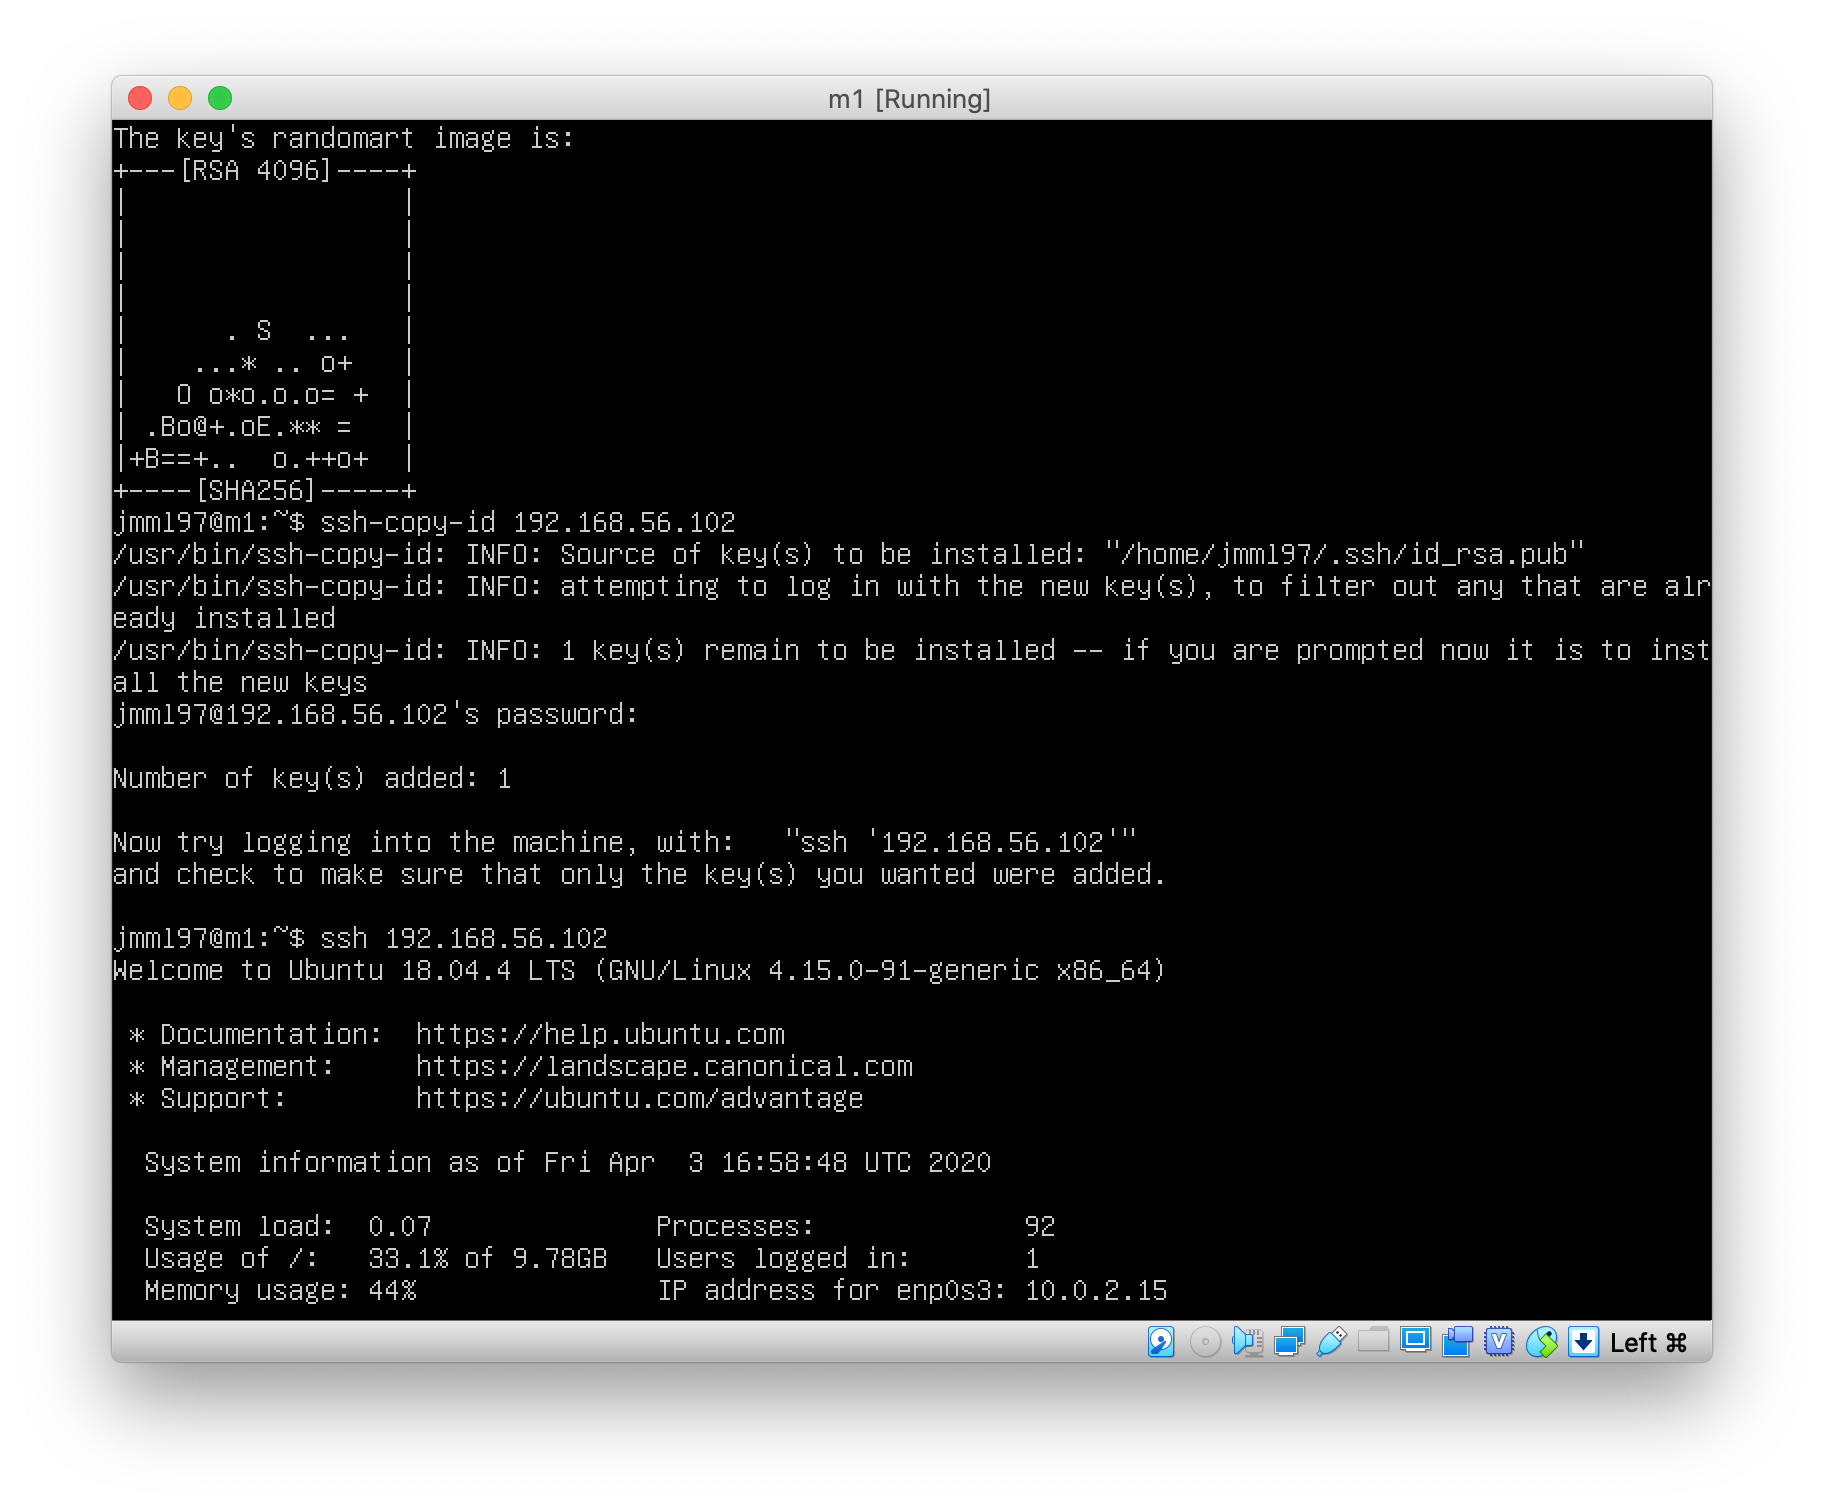 m1 [Running]
The key's randomart image is:
+---[RSA 4096]----+
|                 |
|                 |
|                 |
|                 |
|      . S  ...   |
|    ...* .. o+   |
|   O o*o.o.o= +  |
| .Bo@+.oE.** =   |
|+B==+..  o.++o+  |
+----[SHA256]-----+
jmml97@m1:~$ ssh-copy-id 192.168.56.102
/usr/bin/ssh-copy-id: INFO: Source of key(s) to be installed: "/home/jmml97/.ssh/id_rsa.pub"
/usr/bin/ssh-copy-id: INFO: attempting to log in with the new key(s), to filter out any that are alr
eady installed
/usr/bin/ssh-copy-id: INFO: 1 key(s) remain to be installed -- if you are prompted now it is to inst
all the new keys
jmml97@192.168.56.102's password:
Number of key(s) added: 1
Now try logging into the machine, with:   "ssh '192.168.56.102'"
and check to make sure that only the key(s) you wanted were added.
jmml97@m1:~$ ssh 192.168.56.102
Welcome to Ubuntu 18.04.4 LTS (GNU/Linux 4.15.0-91-generic x86_64)
 * Documentation:  https://help.ubuntu.com
 * Management:     https://landscape.canonical.com
 * Support:        https://ubuntu.com/advantage
  System information as of Fri Apr  3 16:58:48 UTC 2020
  System load:  0.07              Processes:             92
  Usage of /:   33.1% of 9.78GB   Users logged in:       1
  Memory usage: 44%               IP address for enp0s3: 10.0.2.15
Left ⌘